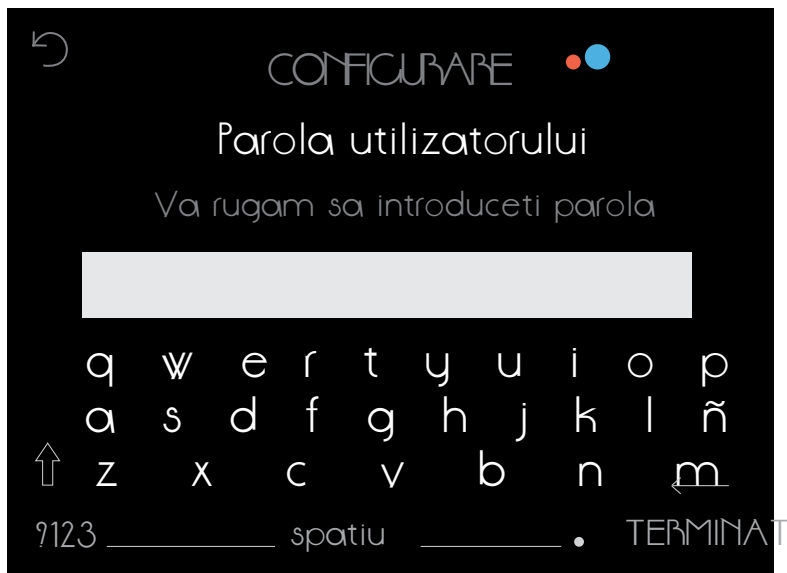 CONFIGURARE
Parola utilizatorului
Va rugam sa introduceti parola
q w e r t y u i o p
a s d f g h j k l ñ
z x c v b n m
?123 spatiu . TERMINAT